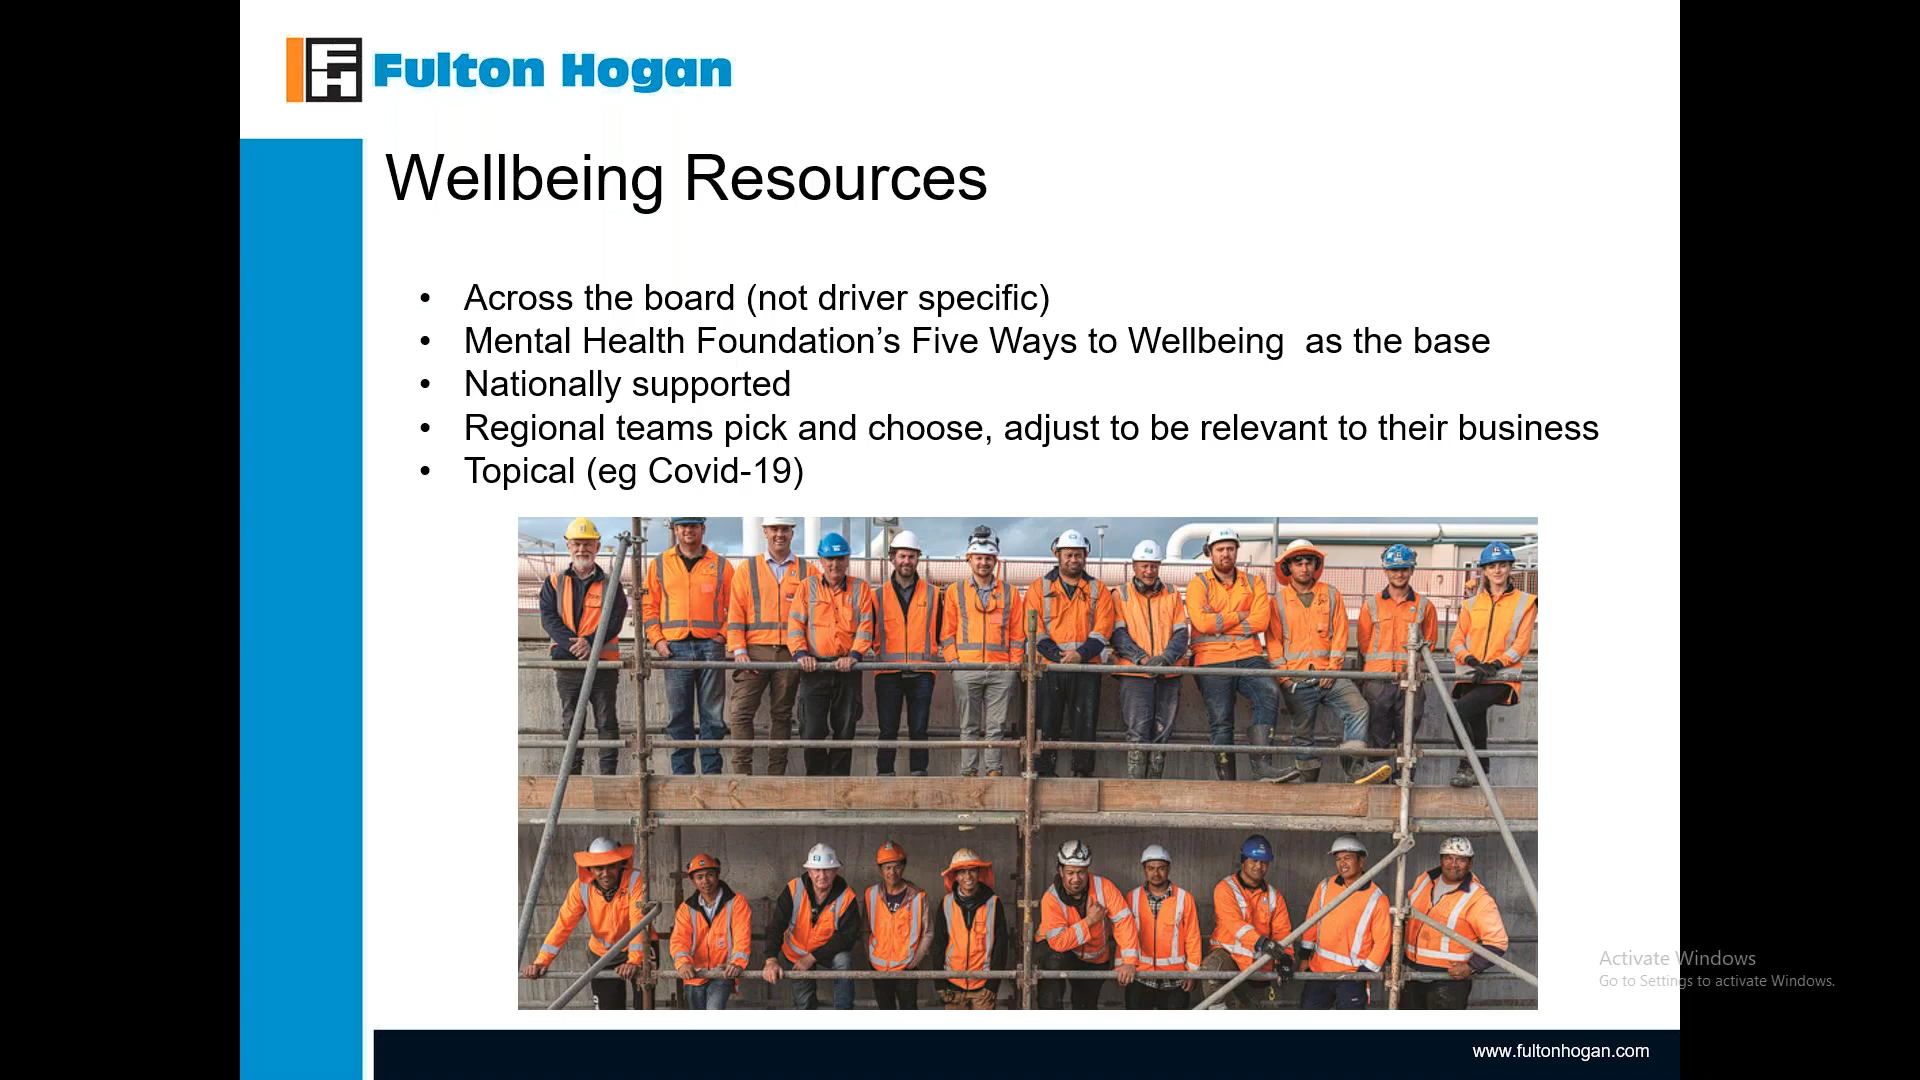 FH Fulton Hogan
Wellbeing Resources
• Across the board (not driver specific)
• Mental Health Foundation’s Five Ways to Wellbeing  as the base
• Nationally supported
• Regional teams pick and choose, adjust to be relevant to their business
• Topical (eg Covid-19)
Activate Windows
Go to Settings to activate Windows.
www.fultonhogan.com